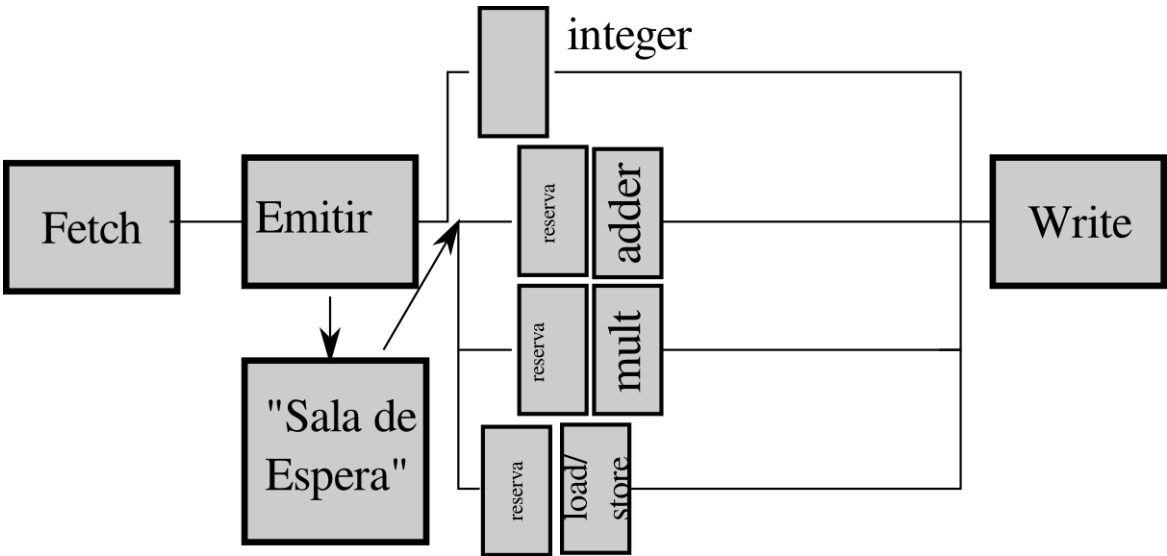 integer
Fetch
Emitir
reserva
adder
Write
reserva
mult
"Sala de
Espera"
reserva
load/
store